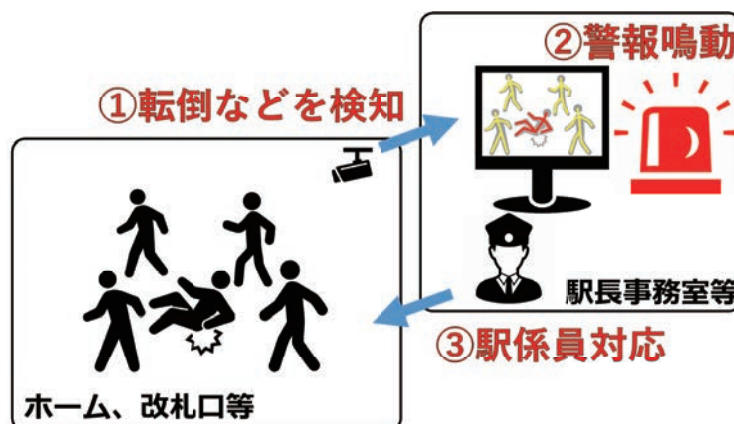 ①転倒などを検知
②警報鳴動
駅長事務室等
③駅係員対応
ホーム、改札口等